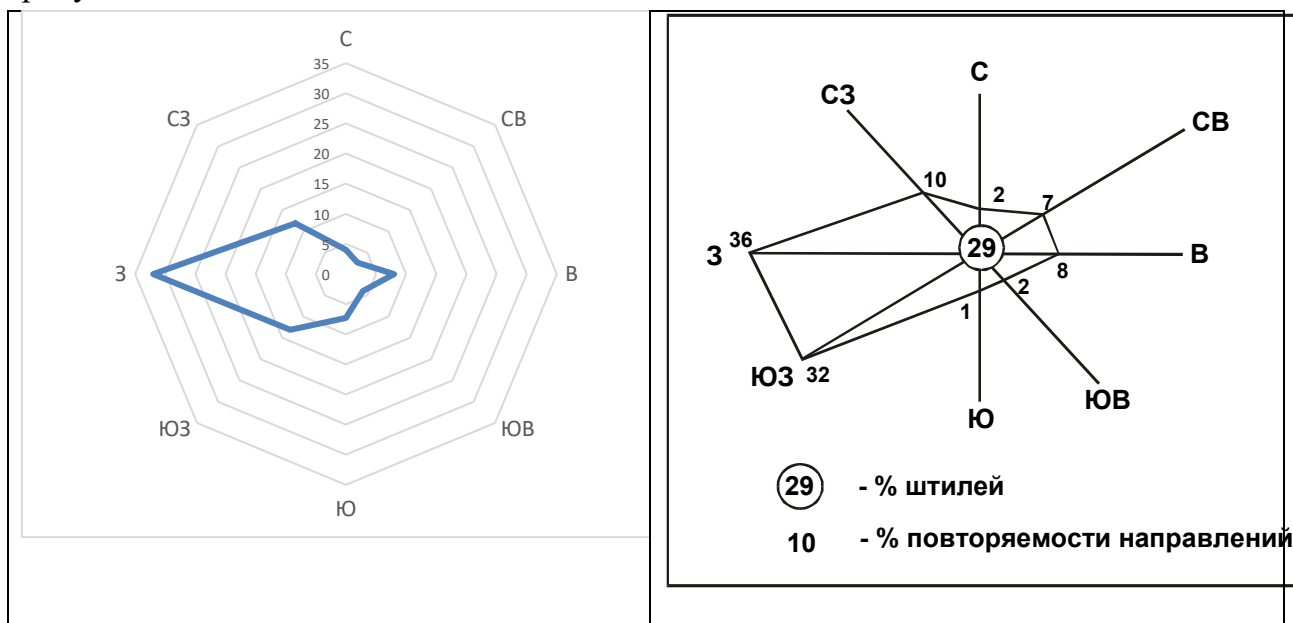 С
35
30
25
20
15
10
5
0
СЗ
СВ
З
В
ЮЗ
ЮВ
Ю
С
СЗ
СВ
10
2
7
36
З
29
В
8
2
1
ЮЗ
32
ЮВ
Ю
29 - % штилей
10 - % повторяемости направлений